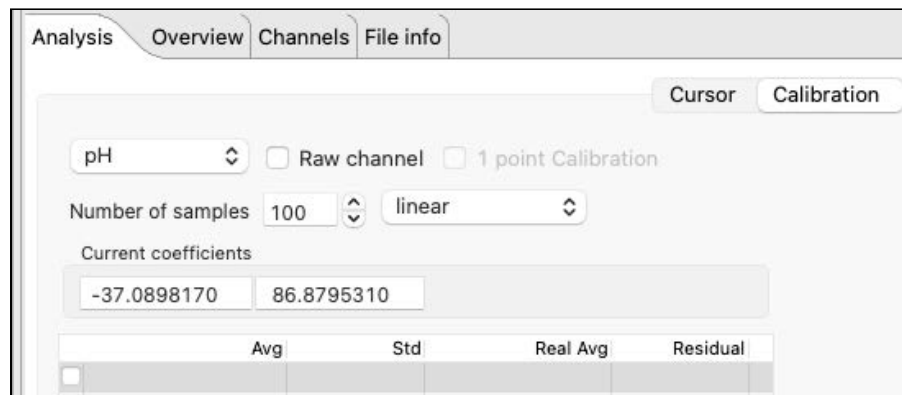 Analysis Overview Channels File info
Cursor Calibration
pH Raw channel 1 point Calibration
Number of samples 100 linear
Current coefficients
-37.0898170 86.8795310
Avg Std Real Avg Residual